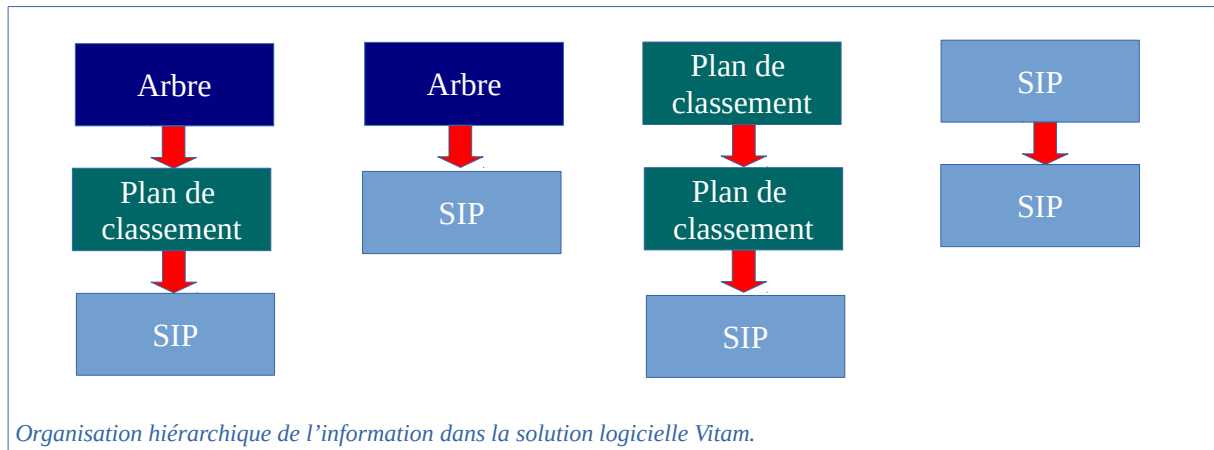 Arbre
Plan de
classement
SIP
Arbre
SIP
Plan de
classement
Plan de
classement
SIP
SIP
SIP
Organisation hiérarchique de l’information dans la solution logicielle Vitam.